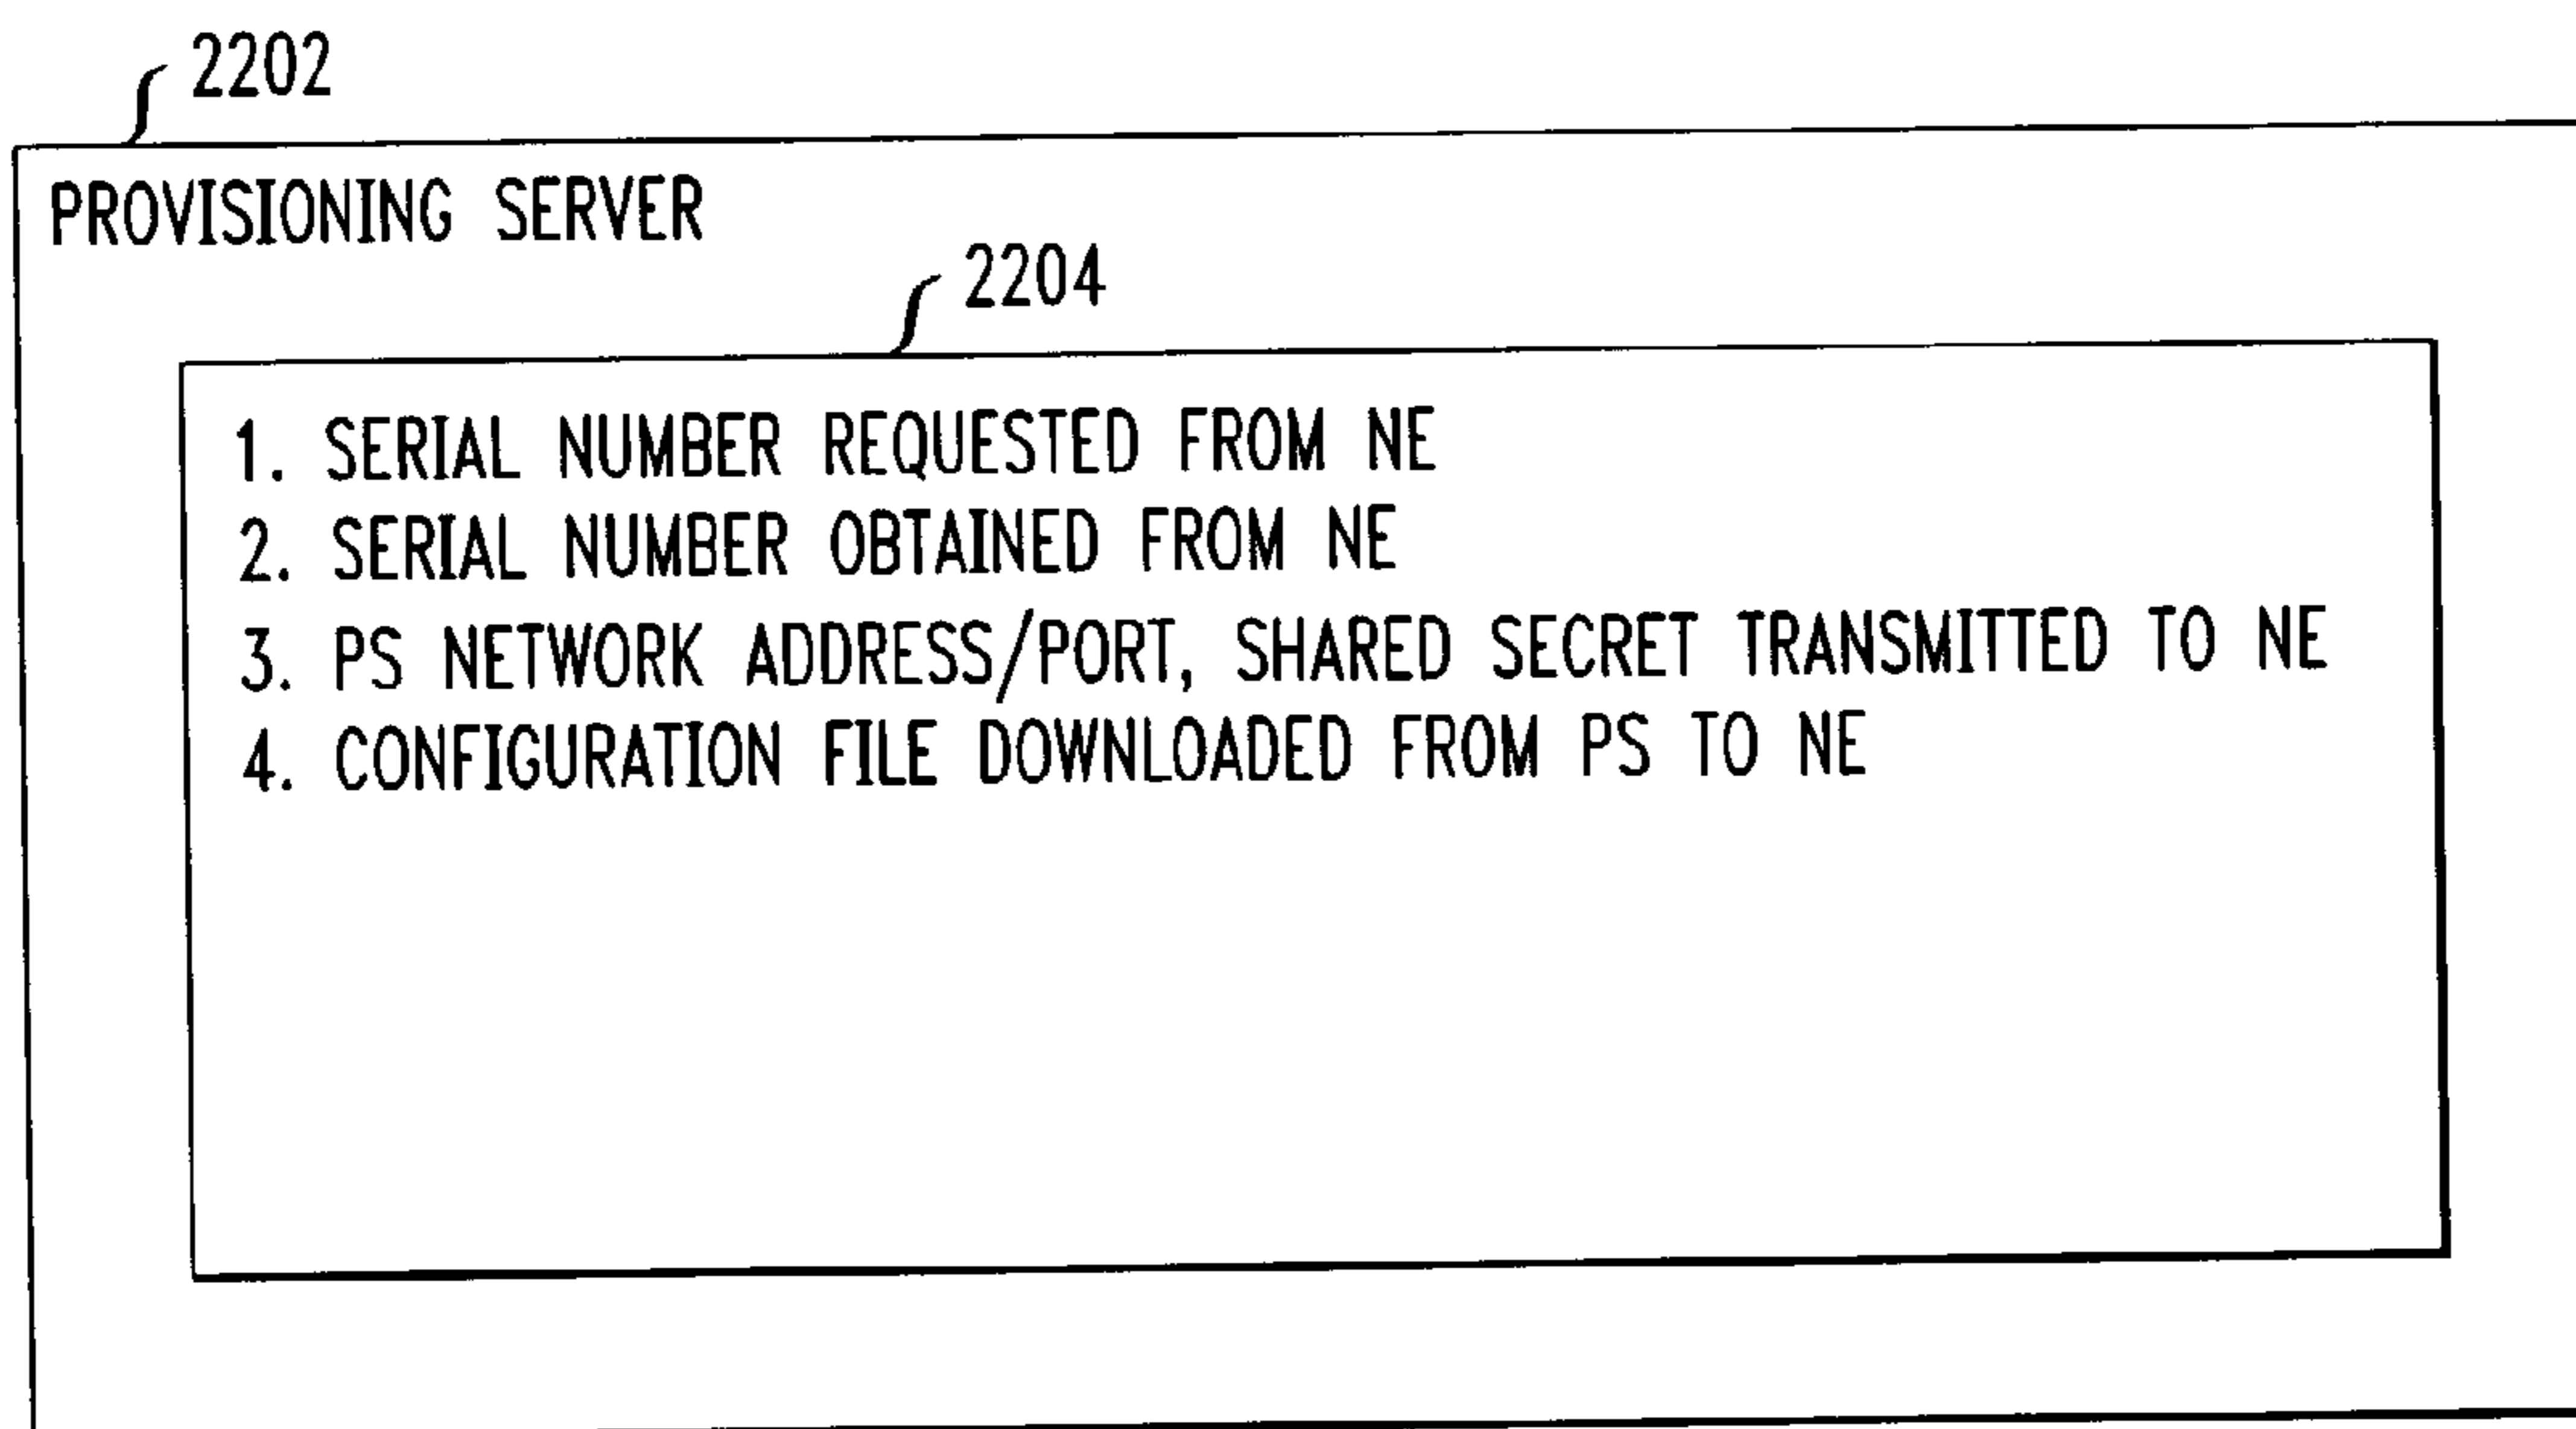 2202
PROVISIONING SERVER
2204
1. SERIAL NUMBER REQUESTED FROM NE
2. SERIAL NUMBER OBTAINED FROM NE
3. PS NETWORK ADDRESS/PORT, SHARED SECRET TRANSMITTED TO NE
4. CONFIGURATION FILE DOWNLOADED FROM PS TO NE